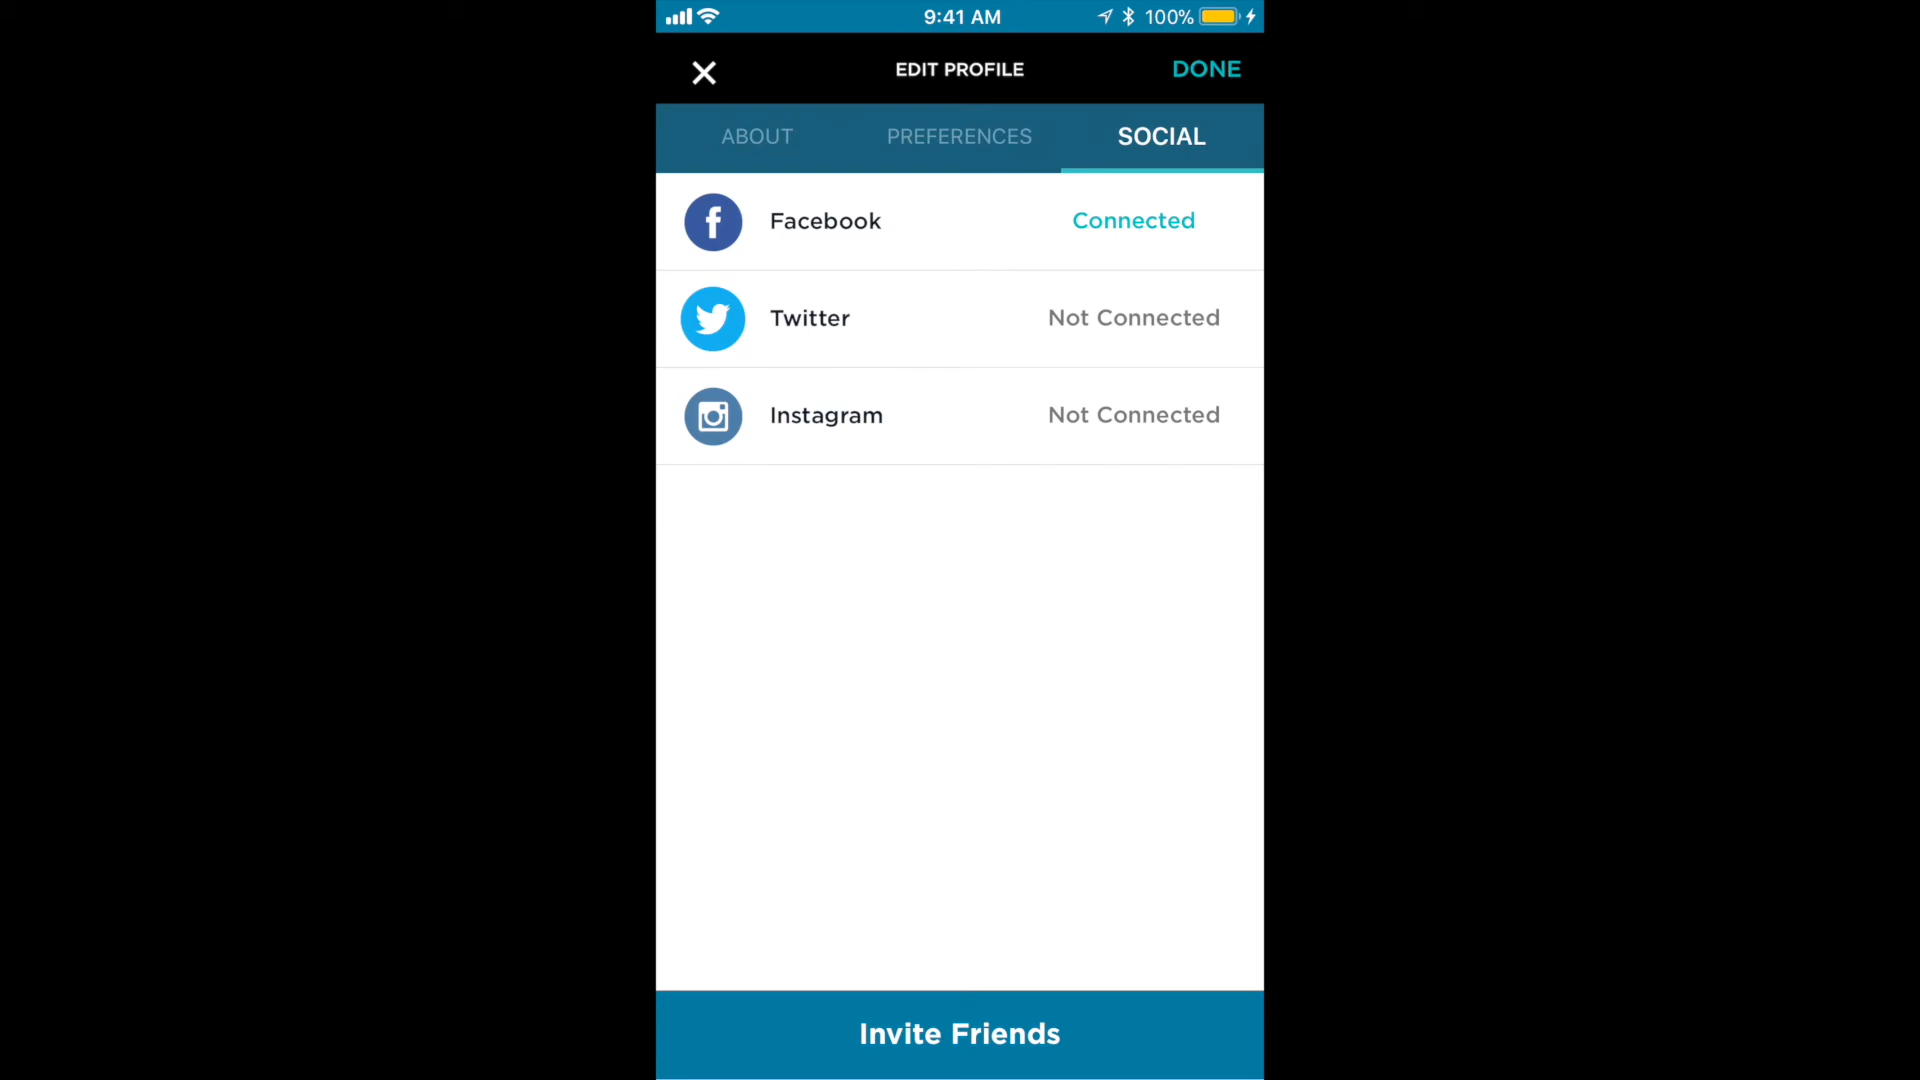 9:41 AM 100%
EDIT PROFILE DONE
ABOUT PREFERENCES SOCIAL
Facebook Connected
Twitter Not Connected
Instagram Not Connected
Invite Friends